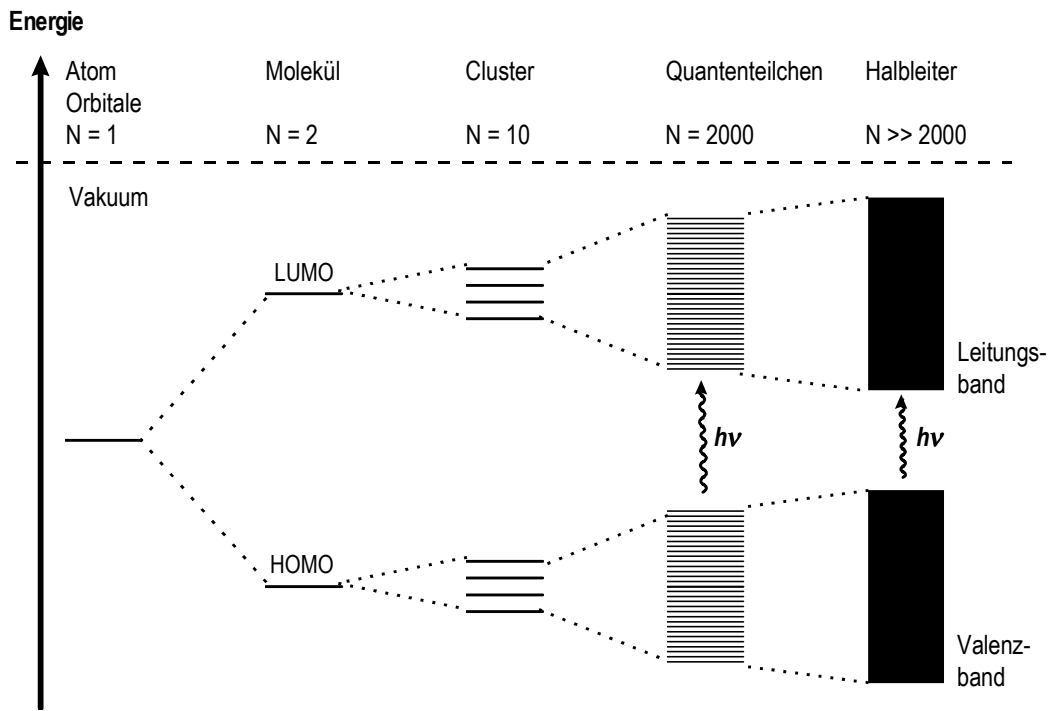 Energie
Atom
Orbitale
N = 1
Molekül
N = 2
Cluster
N = 10
Quantenteilchen
N = 2000
Halbleiter
N >> 2000
Vakuum
LUMO
HOMO
hν
hν
Leitungs-
band
Valenz-
band